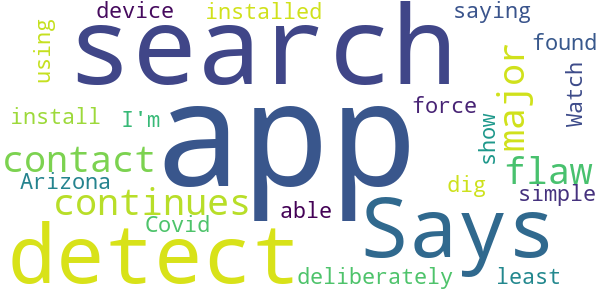 device installed saying
using search found
Watch
install I'm force major
app show
contact flaw
Arizona dig simple
continues able
Covid Says
detect deliberately least